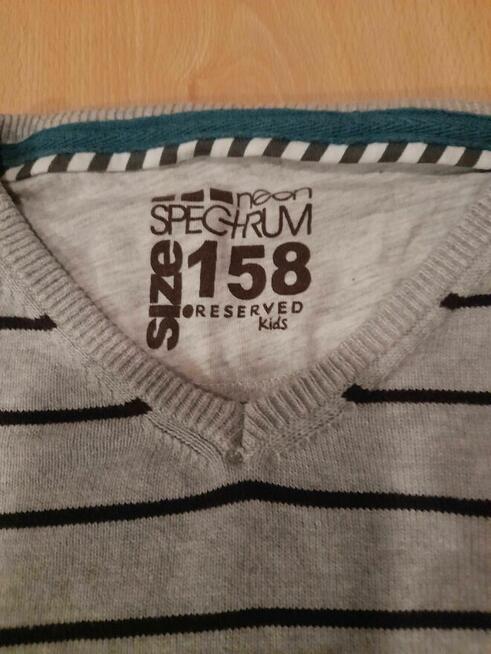 neon
SPECTRUM
size 158
RESERVED
kids